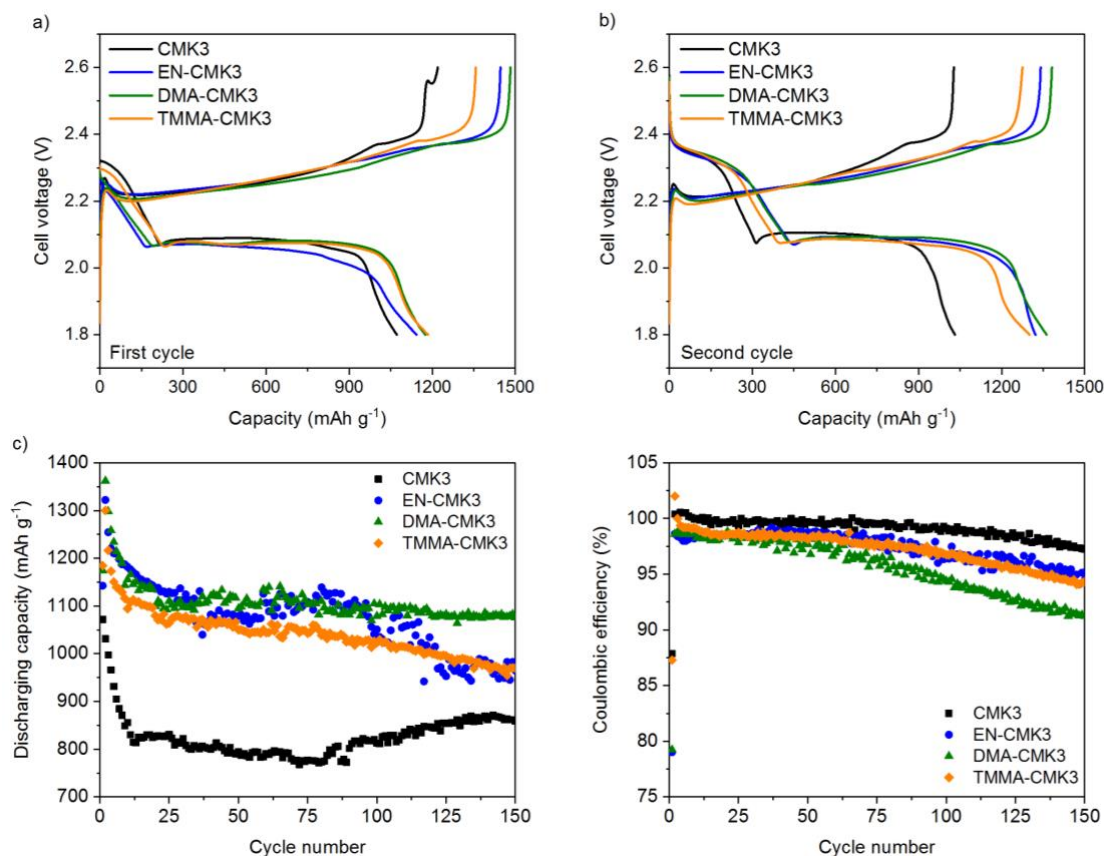 a)
2.6
2.4
2.2
2.0
1.8
Cell voltage (V)
CMK3
EN-CMK3
DMA-CMK3
TMMA-CMK3
First cycle
0 300 600 900 1200 1500
Capacity (mAh g⁻¹)
b)
2.6
2.4
2.2
2.0
1.8
Cell voltage (V)
CMK3
EN-CMK3
DMA-CMK3
TMMA-CMK3
Second cycle
0 300 600 900 1200 1500
Capacity (mAh g⁻¹)
c)
1400
1300
1200
1100
1000
900
800
700
Discharging capacity (mAh g⁻¹)
CMK3
EN-CMK3
DMA-CMK3
TMMA-CMK3
0 25 50 75 100 125 150
Cycle number
105
100
95
90
85
80
75
Coulombic efficiency (%)
CMK3
EN-CMK3
DMA-CMK3
TMMA-CMK3
0 25 50 75 100 125 150
Cycle number